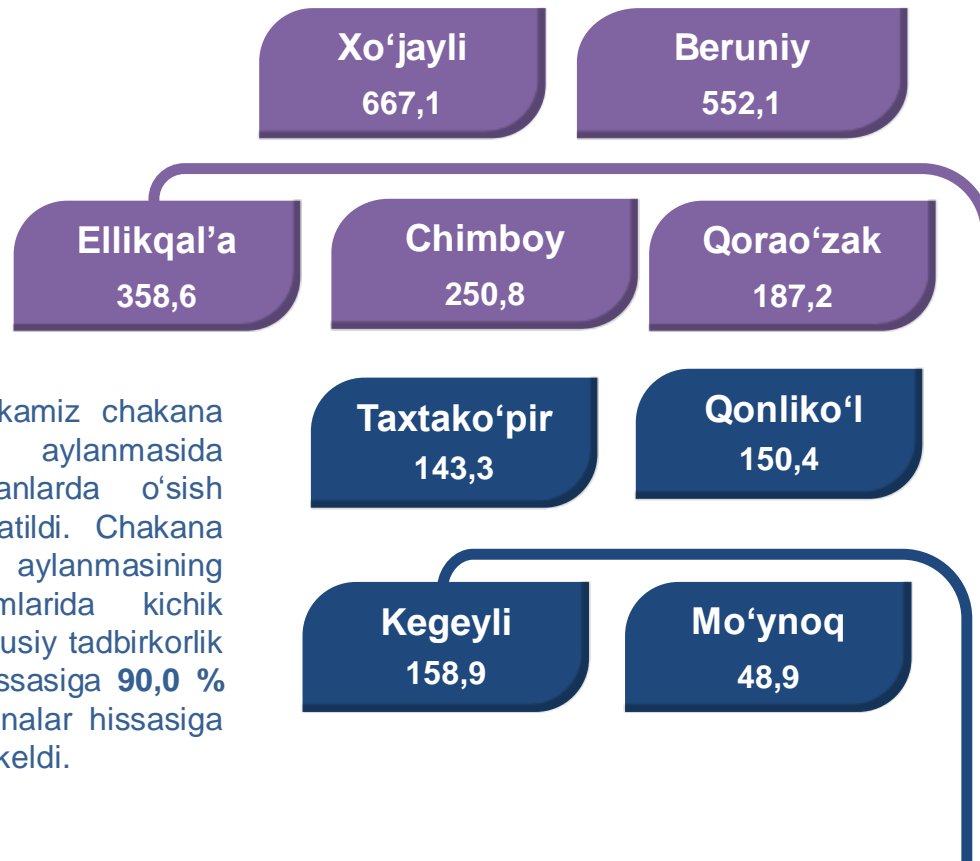 Xo‘jayli
667,1
Beruniy
552,1
Ellikqal’a
358,6
Chimboy
250,8
Qorao‘zak
187,2
kamiz chakana
aylanmasida
anlarda o‘sish
atildi. Chakana
aylanmasining
mlarida kichik
usiy tadbirkorlik
ssasiga 90,0 %
nalar hissasiga
keldi.
Taxtako‘pir
143,3
Qonliko‘l
150,4
Kegeyli
158,9
Mo‘ynoq
48,9